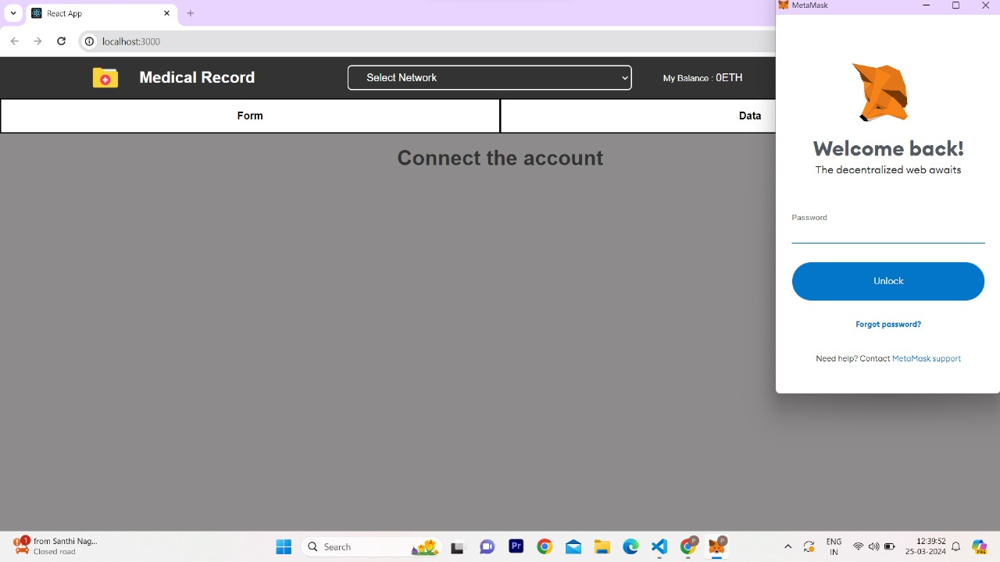 React App
MetaMask
localhost:3000
Medical Record
Select Network
My Balance : 0ETH
Form
Data
Connect the account
Welcome back!
The decentralized web awaits
Password
Unlock
Forgot password?
Need help? Contact MetaMask support
1
from Santhi Nag...
Closed road
Search
Pr
P
P
ENG
IN
12:39:52
25-03-2024
PRE